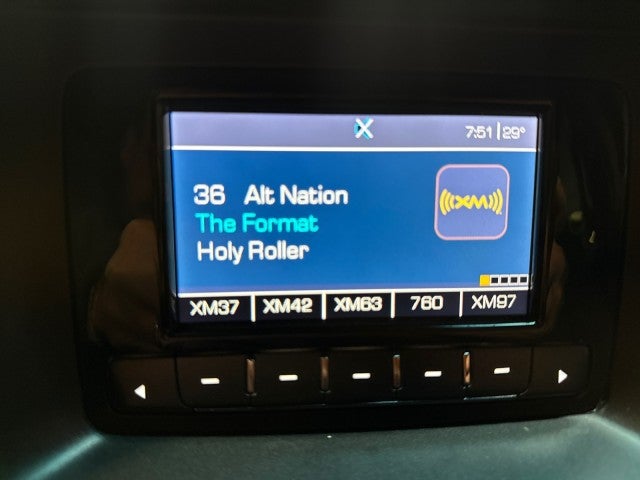 7:51 | 29°
36 Alt Nation
((XM))
The Format
Holy Roller
XM37 | XM42 | XM63 | 760 | XM97